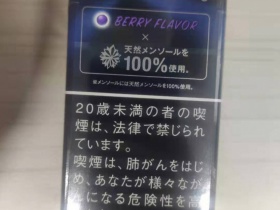 BERRY FLAVOR
×
天然メンソールを
100%使用。
※メンソールには天然メンソールを100%使用。
20歳未満の者の喫
煙は、法律で禁じられ
ています。
喫煙は、肺がんをはじ
め、あなたが様々なが
んになる危険性を高